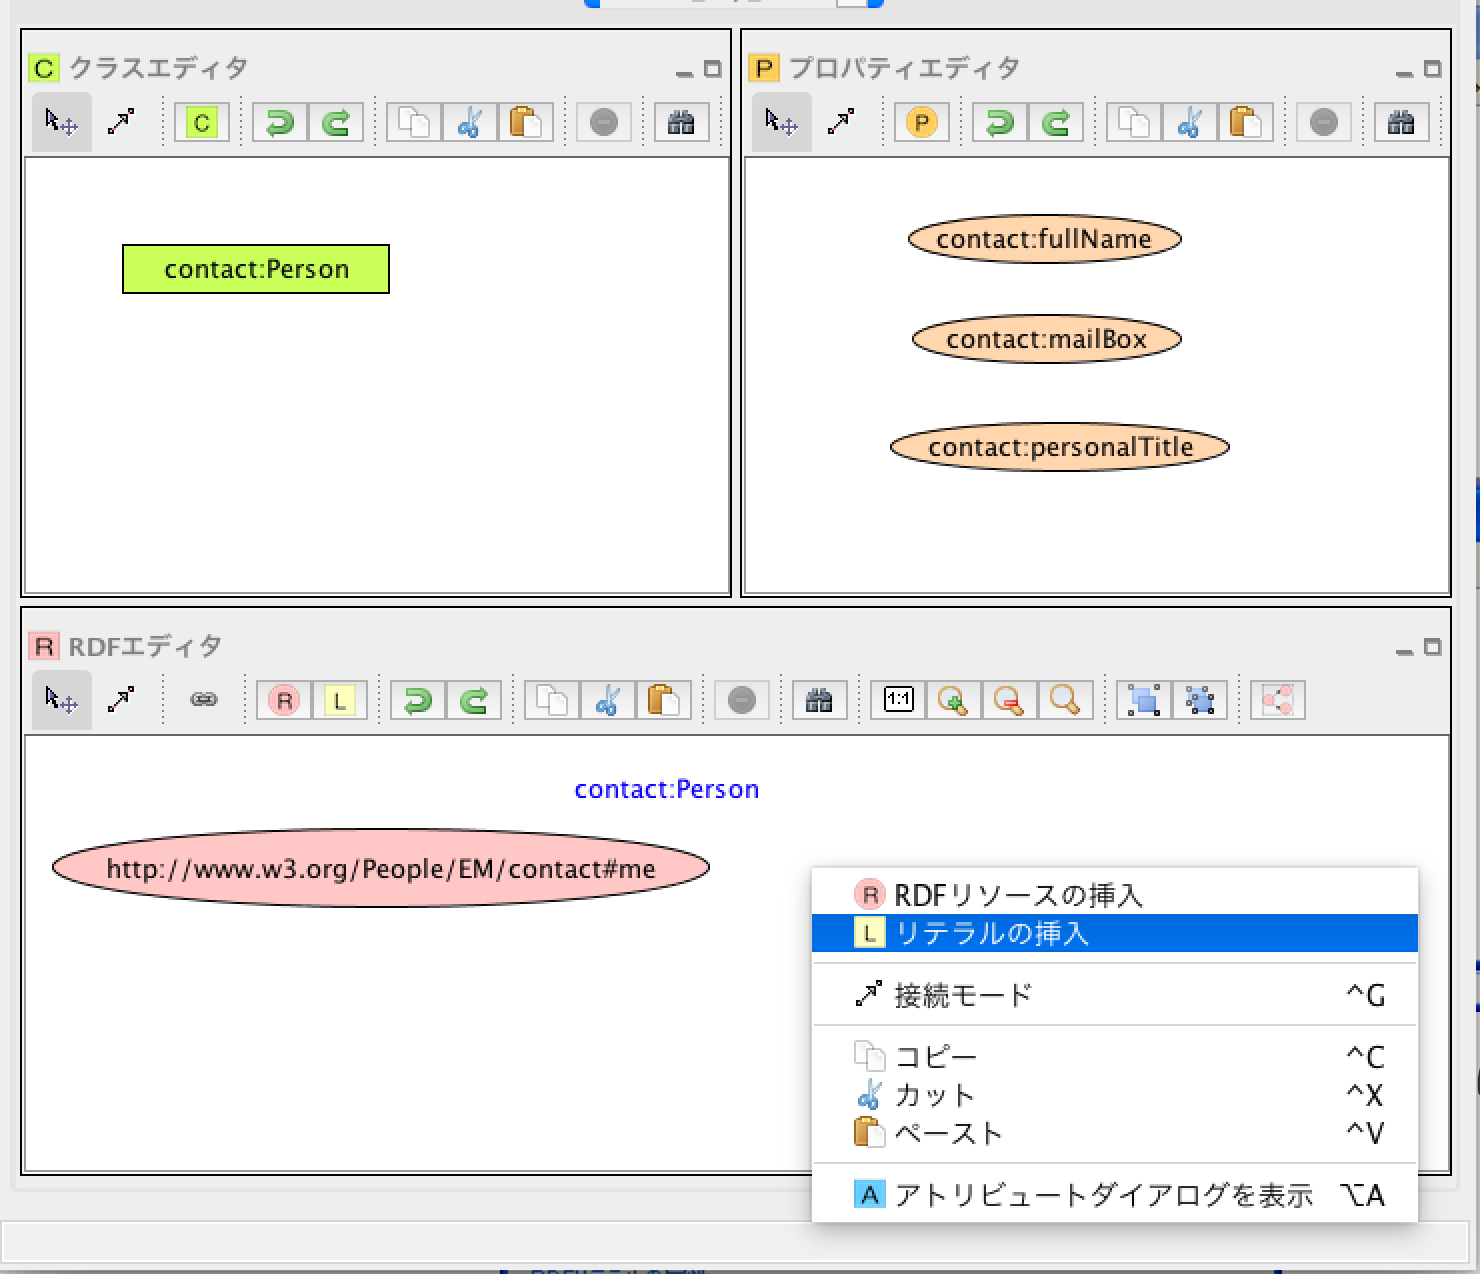 C クラスエディタ
C
contact:Person
P プロパティエディタ
P
contact:fullName
contact:mailBox
contact:personalTitle
R RDFエディタ
R L 1:1
contact:Person
http://www.w3.org/People/EM/contact#me
R RDFリソースの挿入
L リテラルの挿入
接続モード ^G
コピー ^C
カット ^X
ペースト ^V
A アトリビュートダイアログを表示 ⌥A